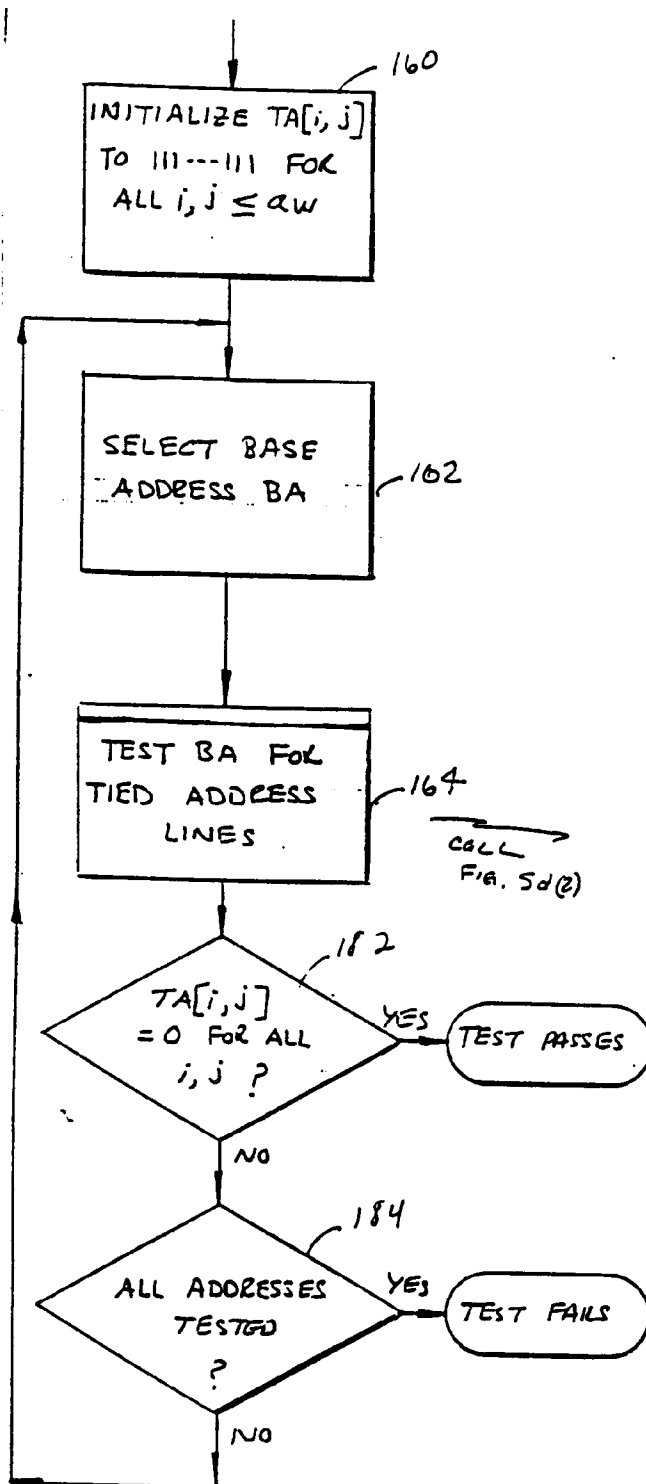 160
INITIALIZE TA[i, j]
TO 111---111 FOR
ALL i, j ≤ aw
SELECT BASE
ADDRESS BA
162
TEST BA FOR
TIED ADDRESS
LINES
164
CALL
FIG. 5d(2)
182
TA[i, j]
= 0 FOR ALL
i, j ?
YES
TEST PASSES
NO
184
ALL ADDRESSES
TESTED
?
YES
TEST FAILS
NO